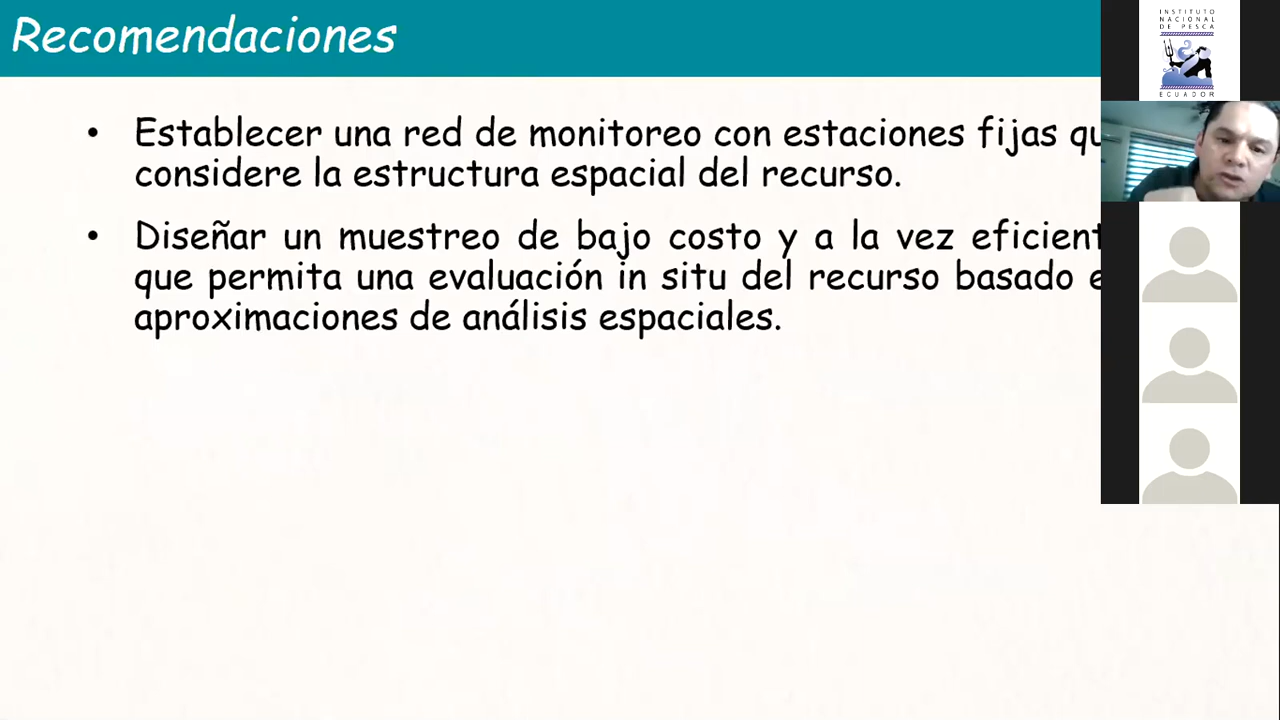 Recomendaciones
• Establecer una red de monitoreo con estaciones fijas
considere la estructura espacial del recurso.
• Diseñar un muestreo de bajo costo y a la vez
que permita una evaluación in situ del recurso basado
aproximaciones de análisis espaciales.
INSTITUTO
NACIONAL
DE PESCA
ECUADOR